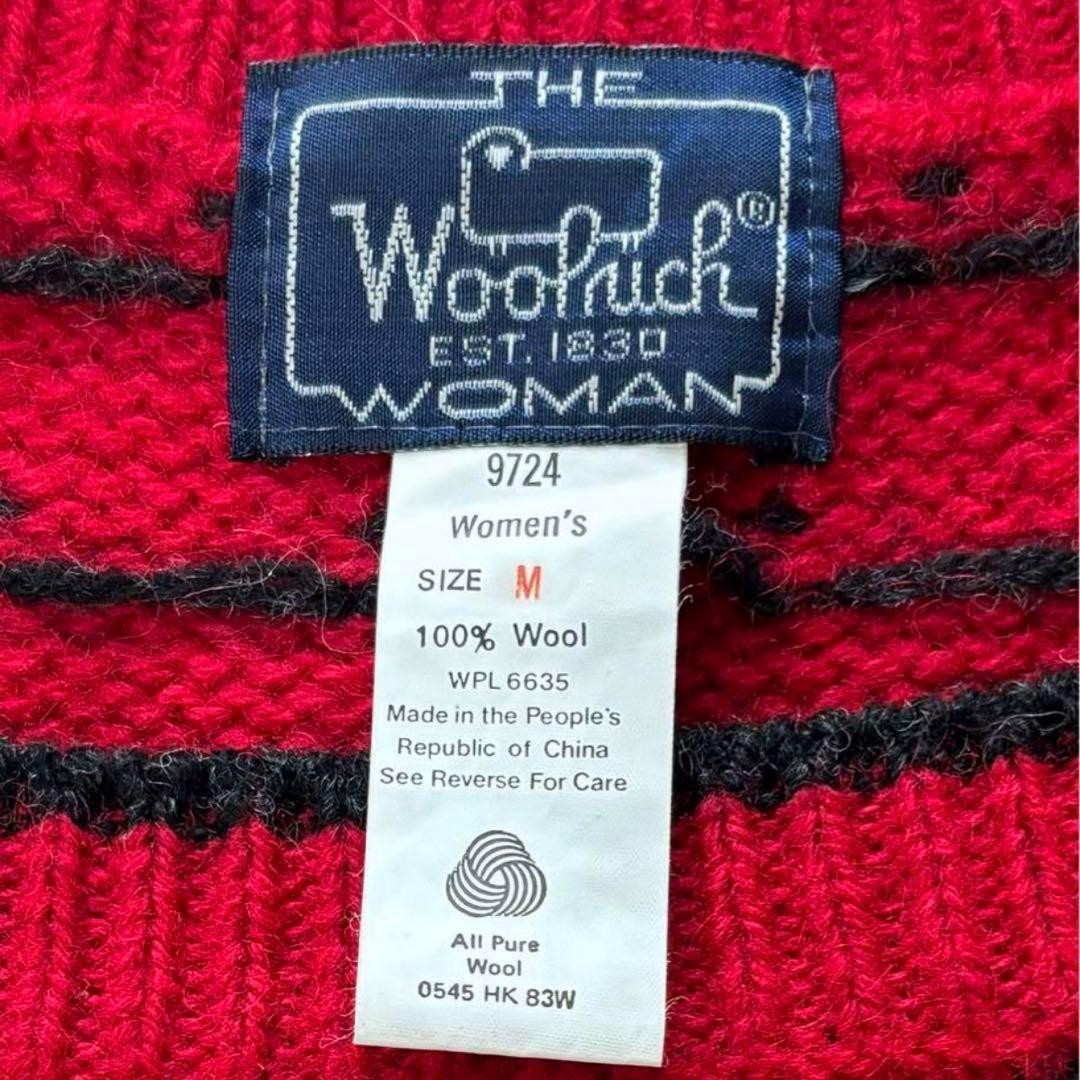 THE
Woolrich®
EST. 1830
WOMAN
9724
Women's
SIZE M
100% Wool
WPL 6635
Made in the People's
Republic of China
See Reverse For Care
All Pure
Wool
0545 HK 83W